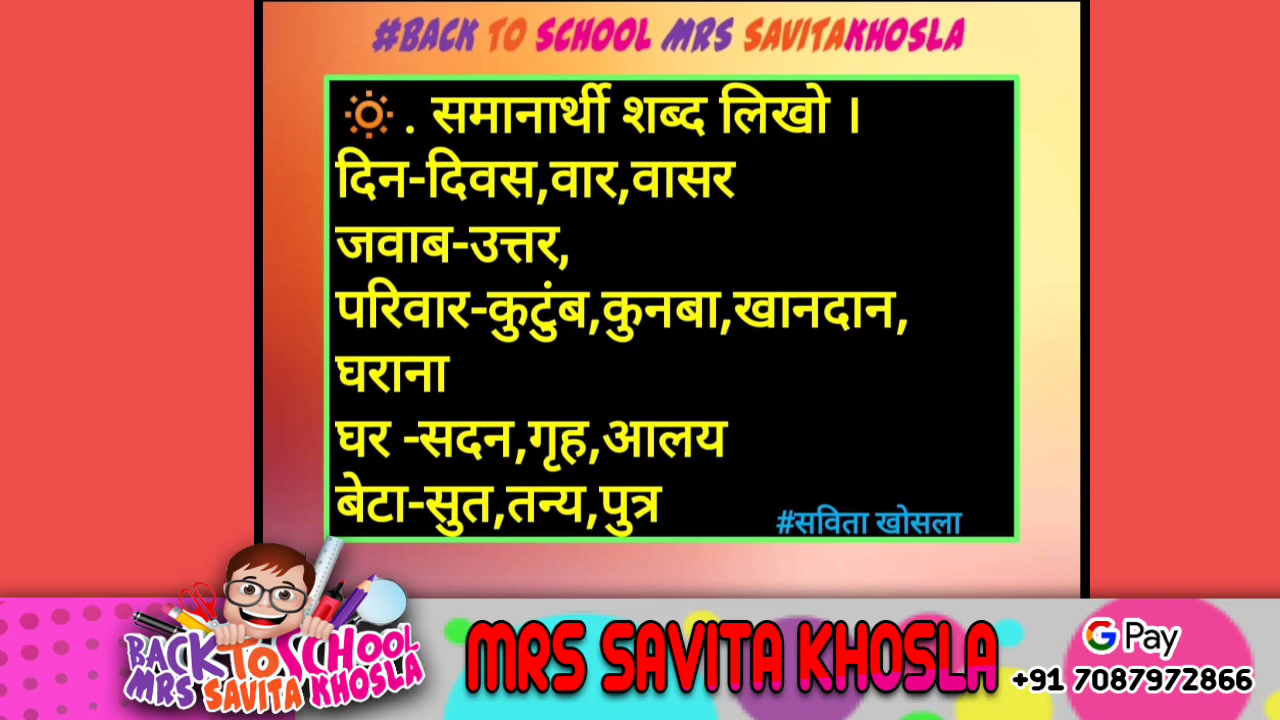 #BACK TO SCHOOL MRS SAVITAKHOSLA
. समानार्थी शब्द लिखो ।
दिन-दिवस,वार,वासर
जवाब-उत्तर,
परिवार-कुटुंब,कुनबा,खानदान,
घराना
घर -सदन,गृह,आलय
बेटा-सुत,तन्य,पुत्र
#सविता खोसला
BACK TO SCHOOL
MRS SAVITA KHOSLA
MRS SAVITA KHOSLA
G Pay
+91 7087972866